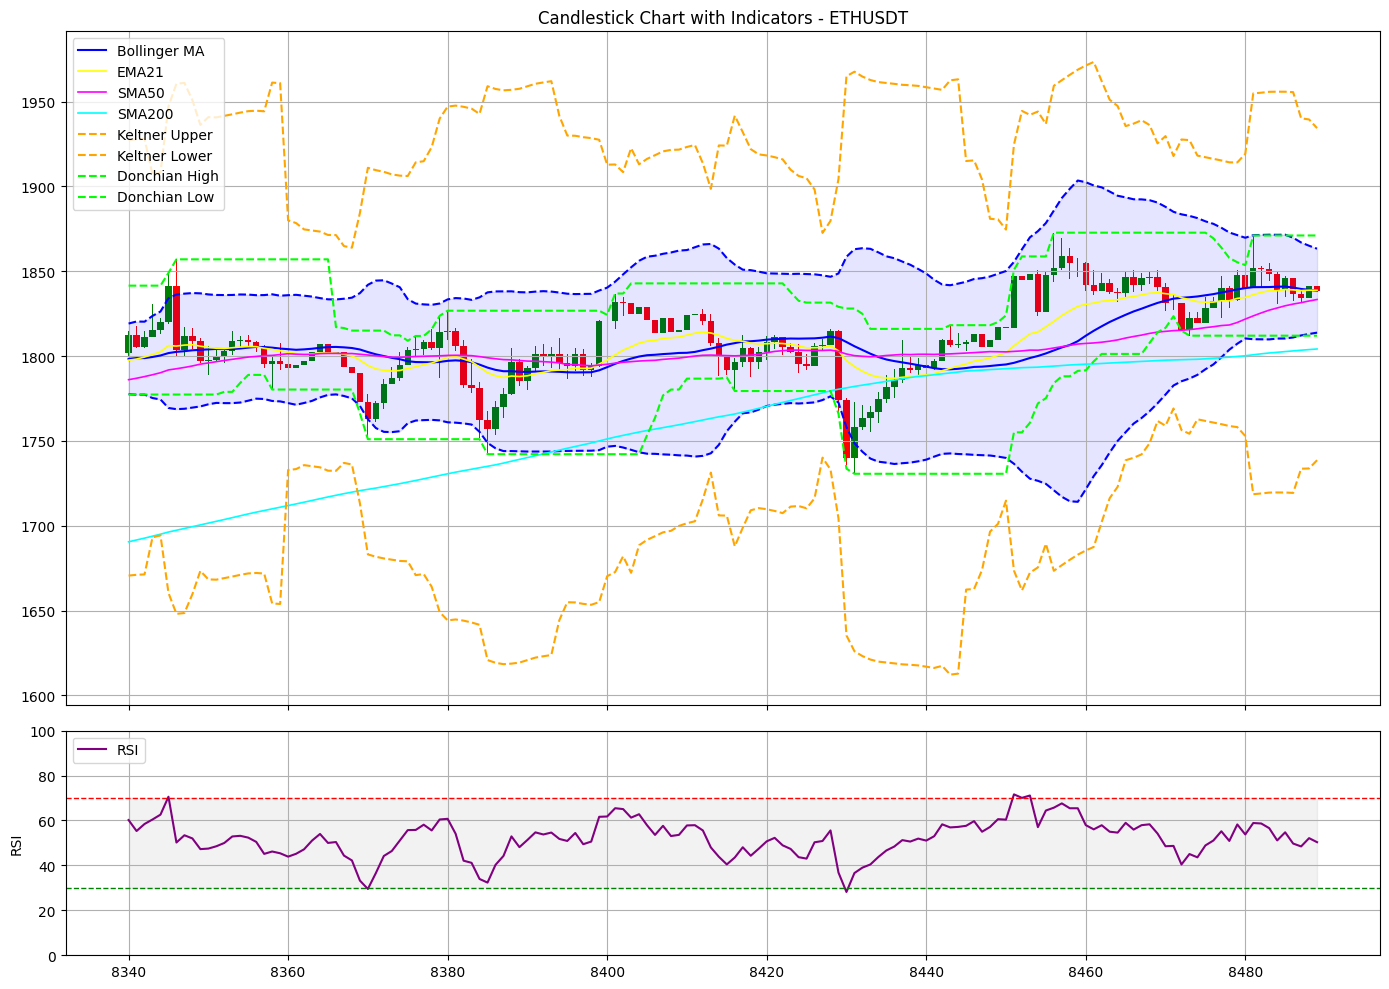 Candlestick Chart with Indicators - ETHUSDT
Bollinger MA
EMA21
SMA50
SMA200
Keltner Upper
Keltner Lower
Donchian High
Donchian Low
1950
1900
1850
1800
1750
1700
1650
1600
RSI
100
80
60
40
20
0
RSI
8340 8360 8380 8400 8420 8440 8460 8480